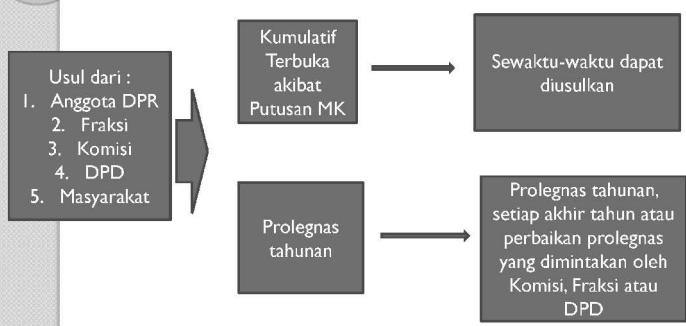 Usul dari :
1. Anggota DPR
2. Fraksi
3. Komisi
4. DPD
5. Masyarakat
Kumulatif
Terbuka
akibat
Putusan MK
Sewaktu-waktu dapat
diusulkan
Prolegnas
tahunan
Prolegnas tahunan,
setiap akhir tahun atau
perbaikan prolegnas
yang dimintakan oleh
Komisi, Fraksi atau
DPD